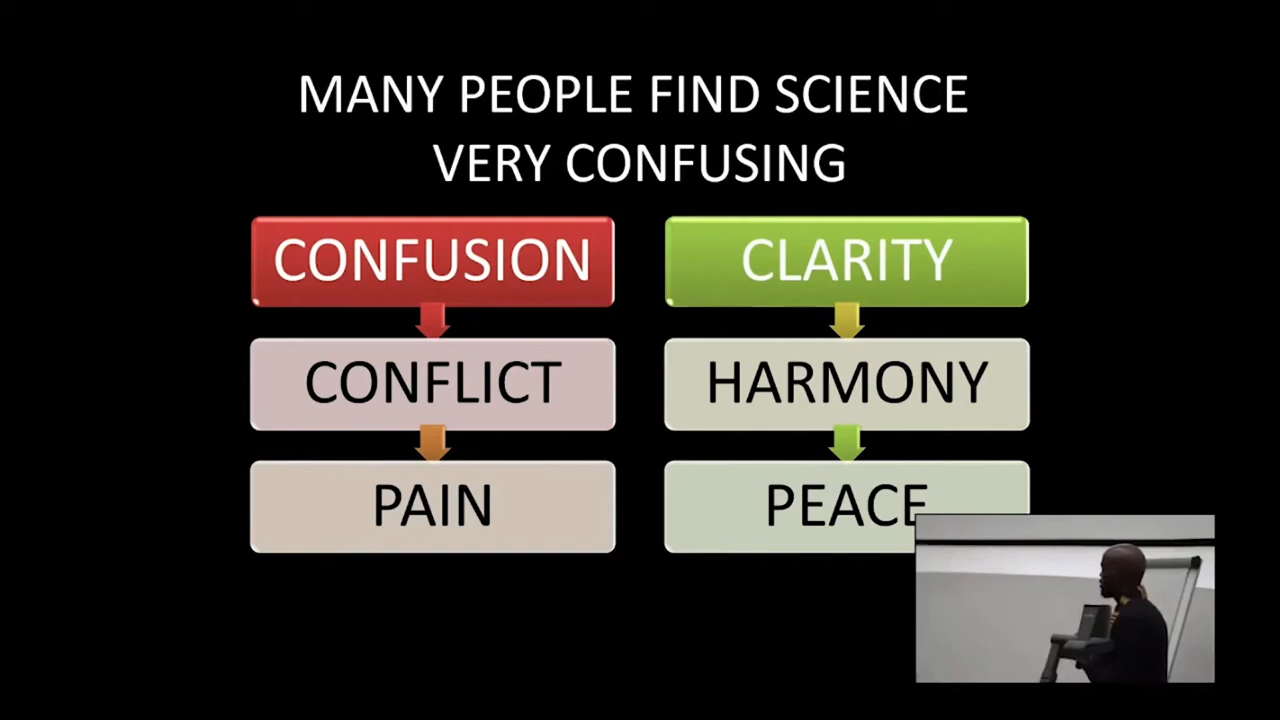 MANY PEOPLE FIND SCIENCE
VERY CONFUSING
CONFUSION
CLARITY
CONFLICT
HARMONY
PAIN
PEACE